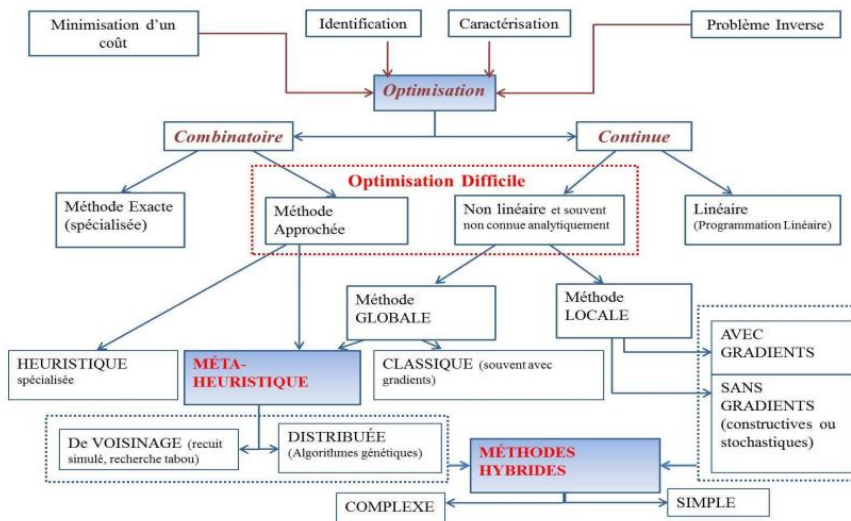 Minimisation d'un
coût
Identification
Caractérisation
Problème Inverse
Optimisation
Combinatoire
Continue
Optimisation Difficile
Méthode Exacte
(spécialisée)
Méthode
Approchée
Non linéaire et souvent
non connue analytiquement
Linéaire
(Programmation Linéaire)
Méthode
GLOBALE
Méthode
LOCALE
HEURISTIQUE
spécialisée
MÉTA-
HEURISTIQUE
CLASSIQUE (souvent avec
gradients)
AVEC
GRADIENTS
SANS
GRADIENTS
(constructives ou
stochastiques)
De VOISINAGE (recuit
simulé, recherche tabou)
DISTRIBUÉE
(Algorithmes génétiques)
MÉTHODES
HYBRIDES
COMPLEXE
SIMPLE